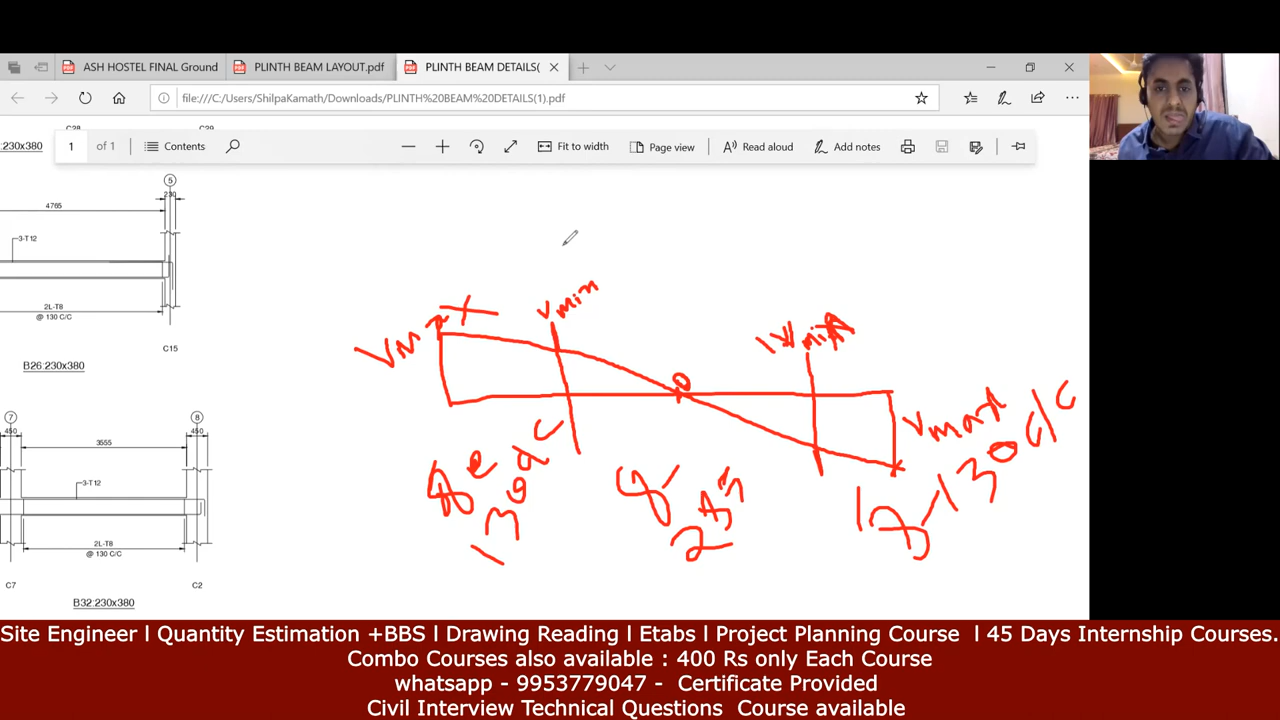 ASH HOSTEL FINAL Ground
PLINTH BEAM LAYOUT.pdf
PLINTH BEAM DETAILS(
file:///C:/Users/ShilpaKamath/Downloads/PLINTH%20BEAM%20DETAILS(1).pdf
1 of 1
Contents
Fit to width
Page view
Read aloud
Add notes
C28
C29
230x380
5
230
4765
3-T12
2L-T8
@ 130 C/C
C15
B26:230x380
7
8
450
3555
450
3-T12
2L-T8
@ 130 C/C
C7
C2
B32:230x380
Vmax
Vmin
0
Vmin
Vmax
130 c/c
Site Engineer l Quantity Estimation +BBS l Drawing Reading l Etabs l Project Planning Course l 45 Days Internship Courses.
Combo Courses also available : 400 Rs only Each Course
whatsapp - 9953779047 - Certificate Provided
Civil Interview Technical Questions Course available